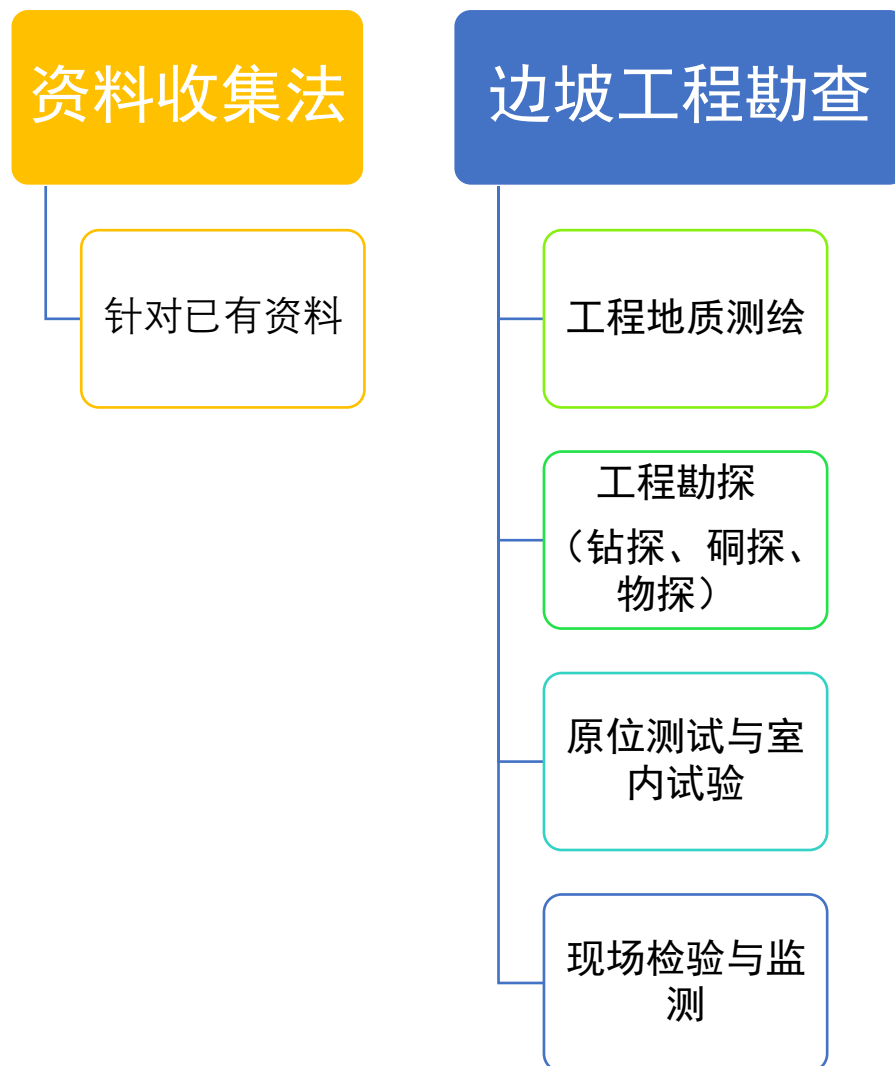 资料收集法
针对已有资料
边坡工程勘查
工程地质测绘
工程勘探
（钻探、硐探、
物探）
原位测试与室
内试验
现场检验与监
测